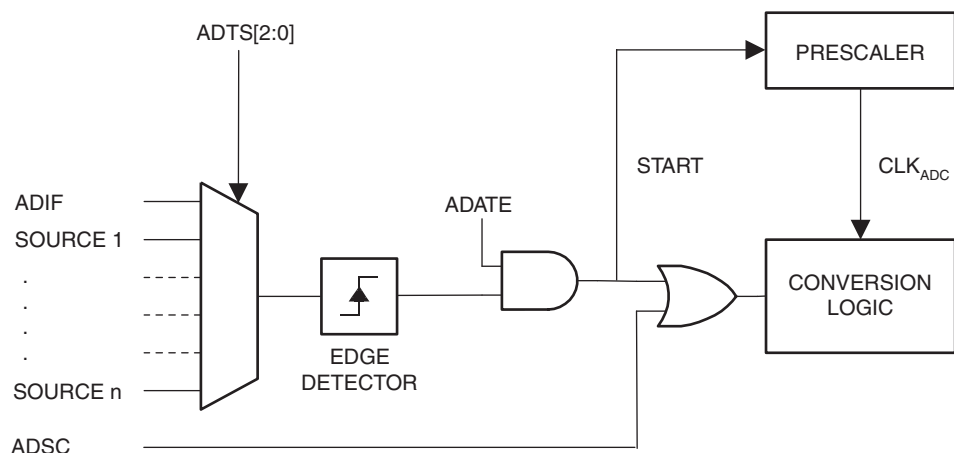 ADTS[2:0]
PRESCALER
START
CLKADC
ADIF
ADATE
SOURCE 1
.
.
.
.
CONVERSION
LOGIC
EDGE
DETECTOR
SOURCE n
ADSC